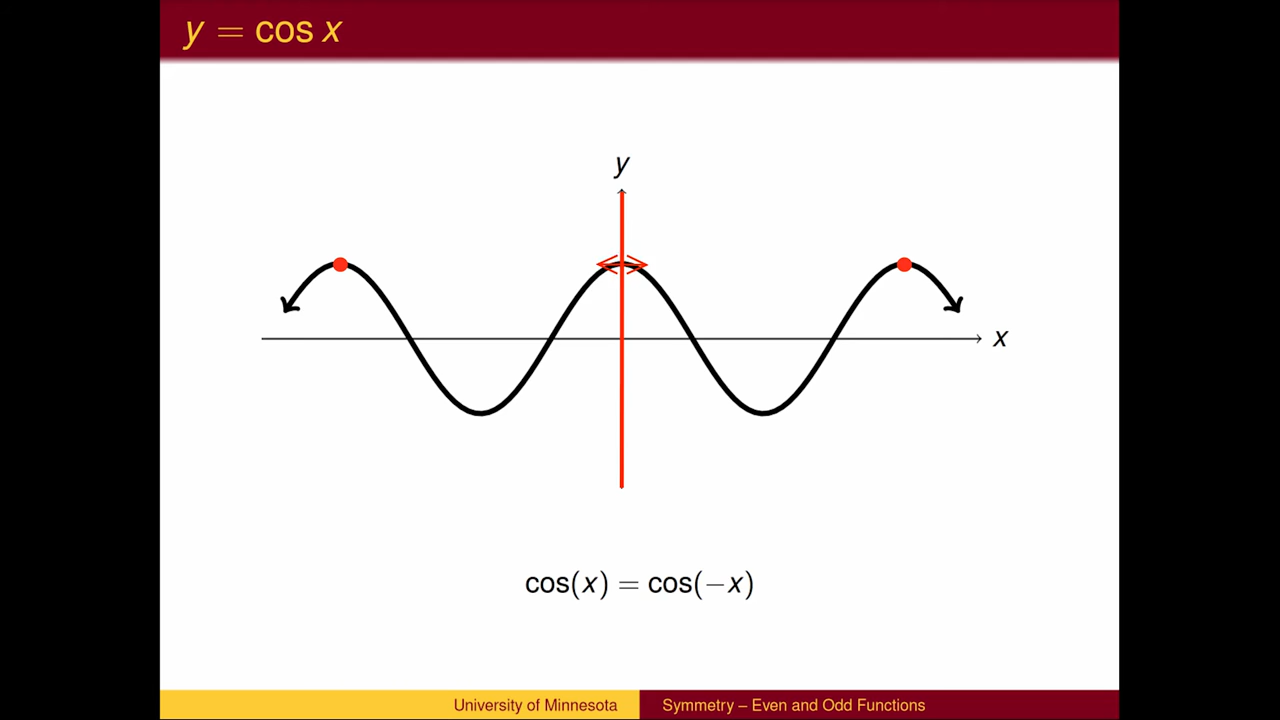 y = cos x
y
x
cos(x) = cos(−x)
University of Minnesota
Symmetry – Even and Odd Functions